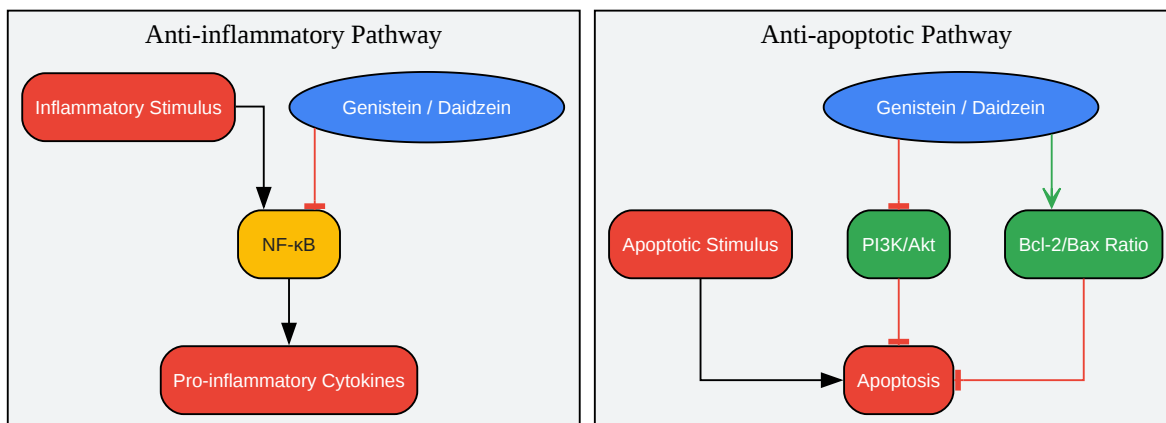 Anti-inflammatory Pathway
Inflammatory Stimulus
Genistein / Daidzein
NF-κB
Pro-inflammatory Cytokines
Anti-apoptotic Pathway
Genistein / Daidzein
Apoptotic Stimulus
PI3K/Akt
Bcl-2/Bax Ratio
Apoptosis